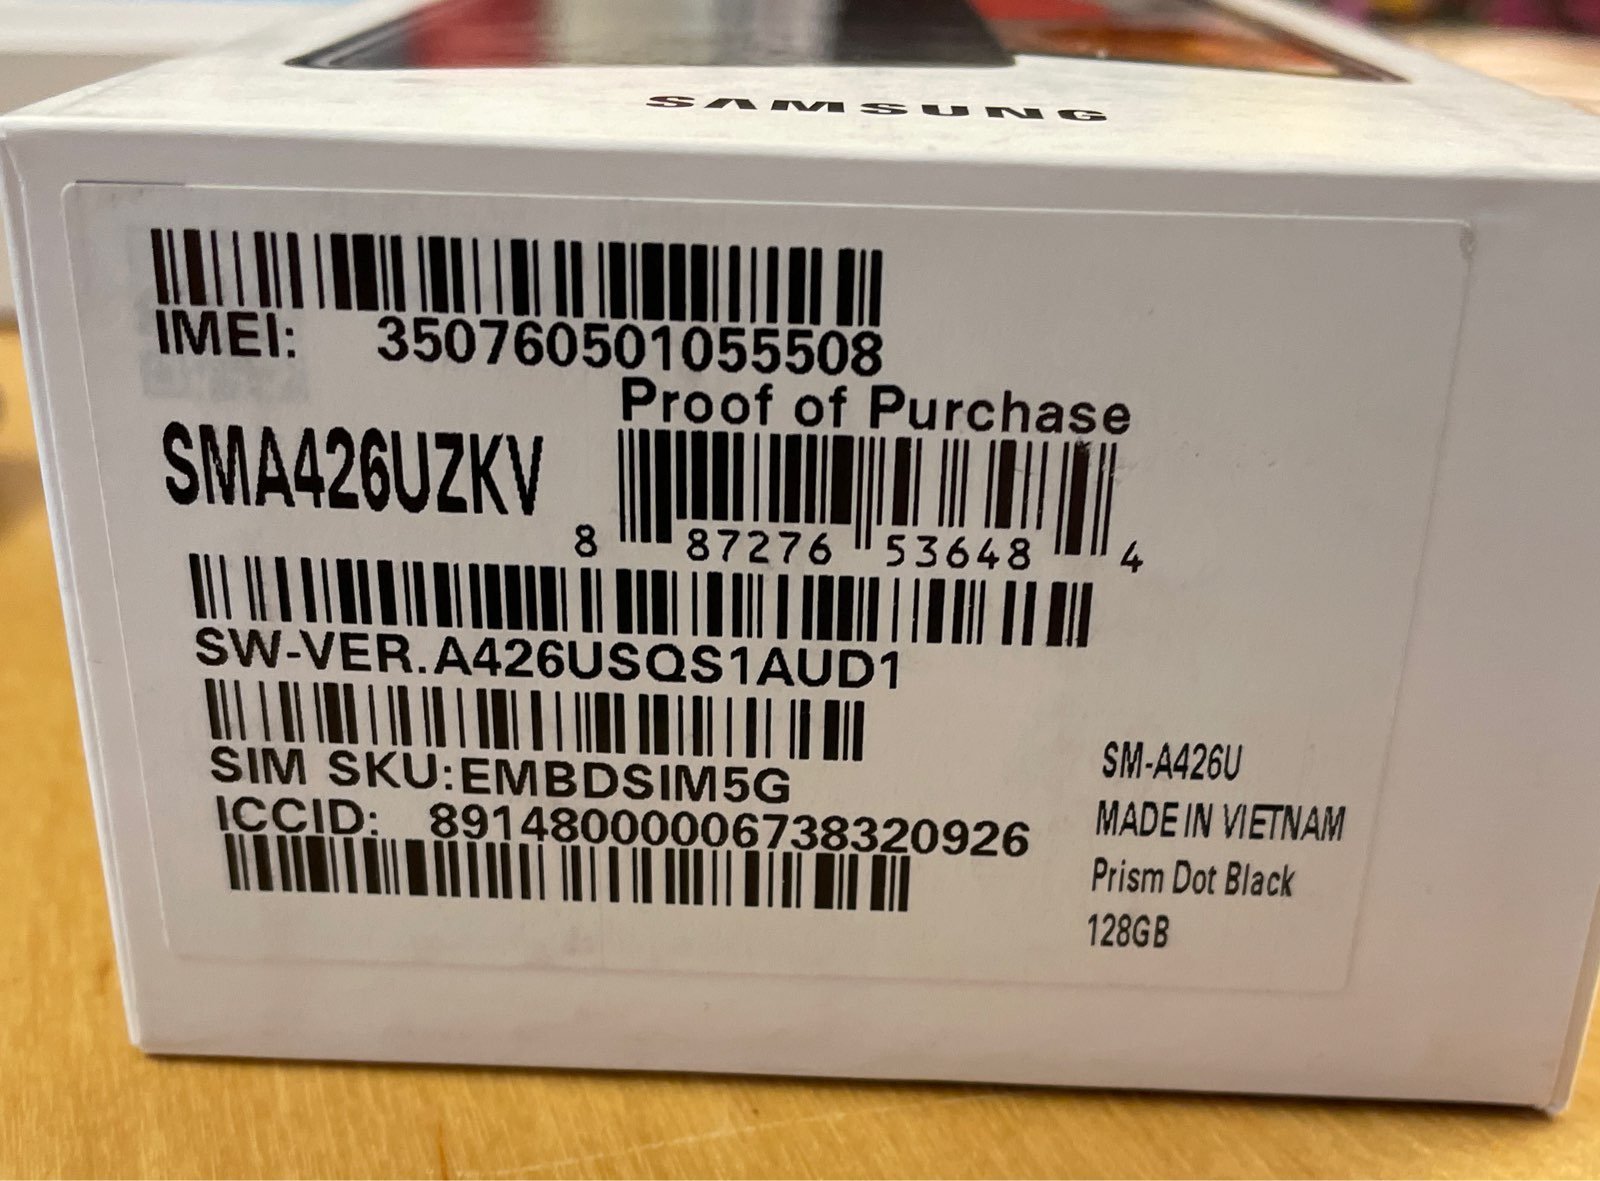 SAMSUNG
IMEI: 350760501055508
Proof of Purchase
SMA426UZKV
8 87276 53648 4
SW-VER.A426USQS1AUD1
SIM SKU:EMBDSIM5G
ICCID: 89148000006738320926
SM-A426U
MADE IN VIETNAM
Prism Dot Black
128GB